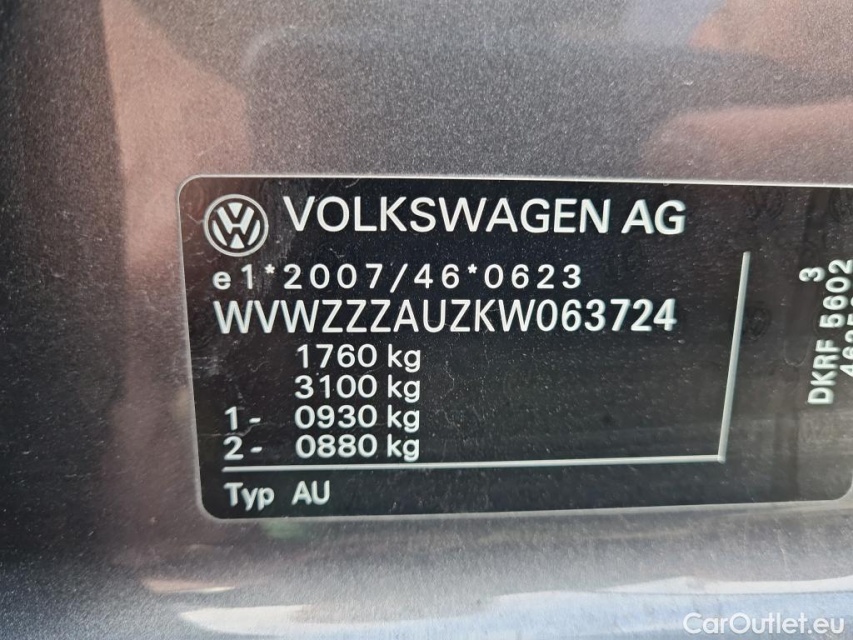 VOLKSWAGEN AG
e1*2007/46*0623
WVWZZZAUZKW063724
1760 kg
3100 kg
1- 0930 kg
2- 0880 kg
Typ AU
3
DKRF 5602
CarOutlet.eu